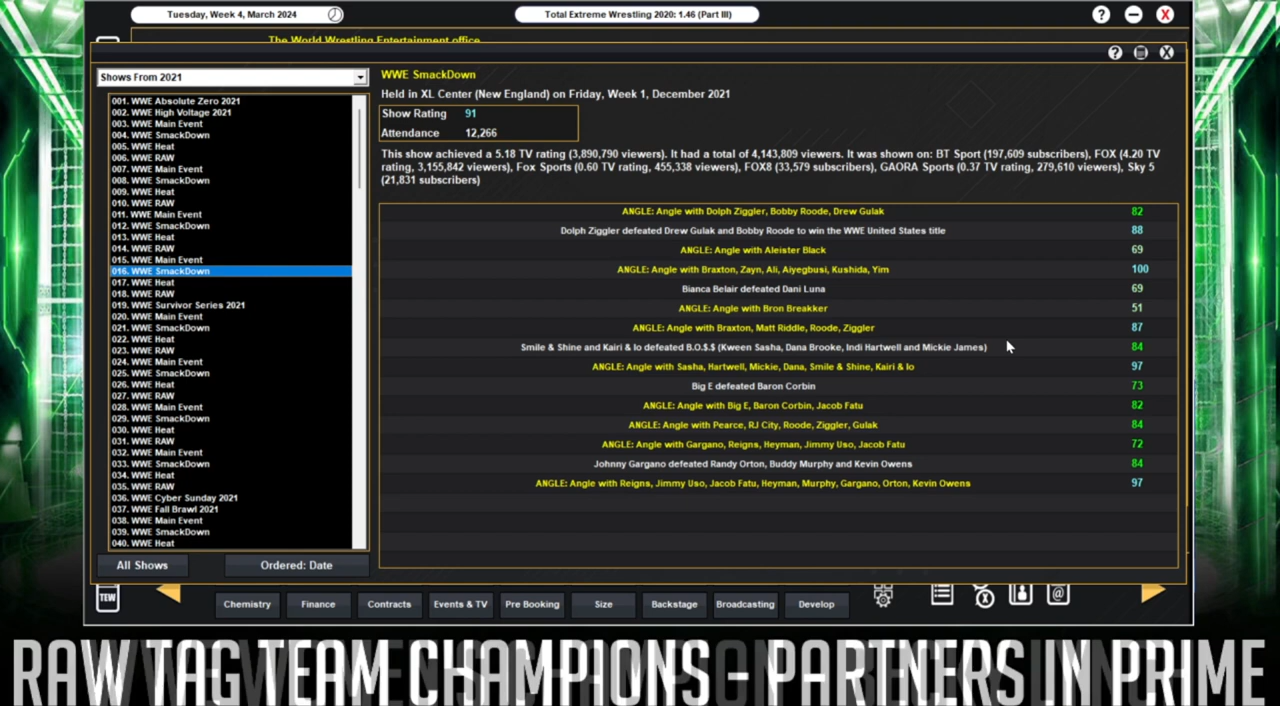 Tuesday, Week 4, March 2024
Total Extreme Wrestling 2020: 1.46 (Part III)
?
X
The World Wrestling Entertainment office
?
X
Shows From 2021
001. WWE Absolute Zero 2021
002. WWE High Voltage 2021
003. WWE Main Event
004. WWE SmackDown
005. WWE Heat
006. WWE RAW
007. WWE Main Event
008. WWE SmackDown
009. WWE Heat
010. WWE RAW
011. WWE Main Event
012. WWE SmackDown
013. WWE Heat
014. WWE RAW
015. WWE Main Event
016. WWE SmackDown
017. WWE Heat
018. WWE RAW
019. WWE Survivor Series 2021
020. WWE Main Event
021. WWE SmackDown
022. WWE Heat
023. WWE RAW
024. WWE Main Event
025. WWE SmackDown
026. WWE Heat
027. WWE RAW
028. WWE Main Event
029. WWE SmackDown
030. WWE Heat
031. WWE RAW
032. WWE Main Event
033. WWE SmackDown
034. WWE Heat
035. WWE RAW
036. WWE Cyber Sunday 2021
037. WWE Fall Brawl 2021
038. WWE Main Event
039. WWE SmackDown
040. WWE Heat
All Shows
Ordered: Date
WWE SmackDown
Held in XL Center (New England) on Friday, Week 1, December 2021
Show Rating 91
Attendance 12,266
This show achieved a 5.18 TV rating (3,890,790 viewers). It had a total of 4,143,809 viewers. It was shown on: BT Sport (197,609 subscribers), FOX (4.20 TV
rating, 3,155,842 viewers), Fox Sports (0.60 TV rating, 455,338 viewers), FOX8 (33,579 subscribers), GAORA Sports (0.37 TV rating, 279,610 viewers), Sky 5
(21,831 subscribers)
ANGLE: Angle with Dolph Ziggler, Bobby Roode, Drew Gulak 82
Dolph Ziggler defeated Drew Gulak and Bobby Roode to win the WWE United States title 88
ANGLE: Angle with Aleister Black 69
ANGLE: Angle with Braxton, Zayn, Ali, Aiyegbusi, Kushida, Yim 100
Bianca Belair defeated Dani Luna 69
ANGLE: Angle with Bron Breakker 51
ANGLE: Angle with Braxton, Matt Riddle, Roode, Ziggler 87
Smile & Shine and Kairi & Io defeated B.O.$.$ (Kween Sasha, Dana Brooke, Indi Hartwell and Mickie James) 84
ANGLE: Angle with Sasha, Hartwell, Mickie, Dana, Smile & Shine, Kairi & Io 97
Big E defeated Baron Corbin 73
ANGLE: Angle with Big E, Baron Corbin, Jacob Fatu 82
ANGLE: Angle with Pearce, RJ City, Roode, Ziggler, Gulak 84
ANGLE: Angle with Gargano, Reigns, Heyman, Jimmy Uso, Jacob Fatu 72
Johnny Gargano defeated Randy Orton, Buddy Murphy and Kevin Owens 84
ANGLE: Angle with Reigns, Jimmy Uso, Jacob Fatu, Heyman, Murphy, Gargano, Orton, Kevin Owens 97
TEW
Chemistry
Finance
Contracts
Events & TV
Pre Booking
Size
Backstage
Broadcasting
Develop
RAW TAG TEAM CHAMPIONS - PARTNERS IN PRIME